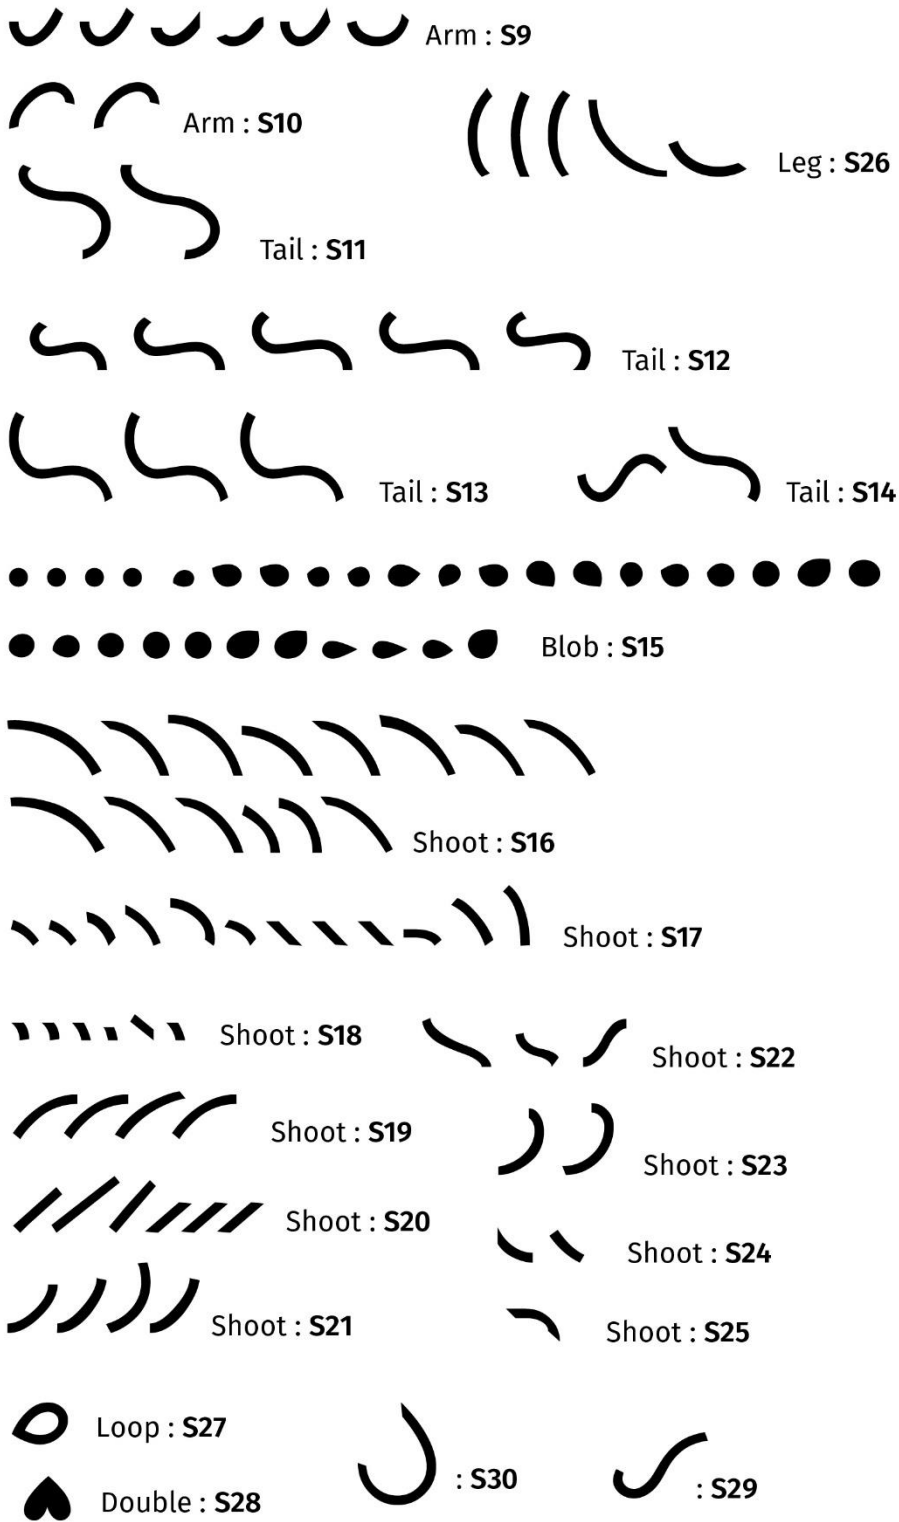 Arm : S9
Arm : S10
Leg : S26
Tail : S11
Tail : S12
Tail : S13
Tail : S14
Blob : S15
Shoot : S16
Shoot : S17
Shoot : S18
Shoot : S22
Shoot : S19
Shoot : S23
Shoot : S20
Shoot : S24
Shoot : S21
Shoot : S25
Loop : S27
: S30
: S29
Double : S28